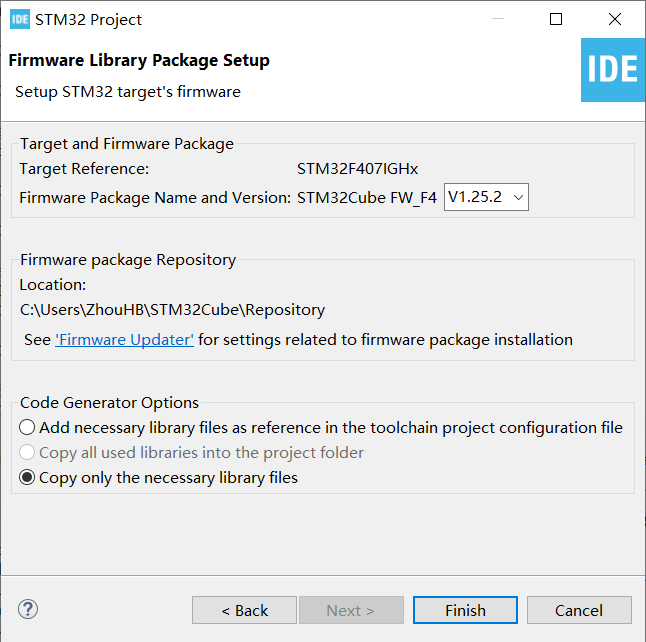 IDE STM32 Project
Firmware Library Package Setup
IDE
Setup STM32 target's firmware
Target and Firmware Package
Target Reference: STM32F407IGHx
Firmware Package Name and Version: STM32Cube FW_F4 V1.25.2
Firmware package Repository
Location:
C:\Users\ZhouHB\STM32Cube\Repository
See 'Firmware Updater' for settings related to firmware package installation
Code Generator Options
Add necessary library files as reference in the toolchain project configuration file
Copy all used libraries into the project folder
Copy only the necessary library files
? < Back Next > Finish Cancel